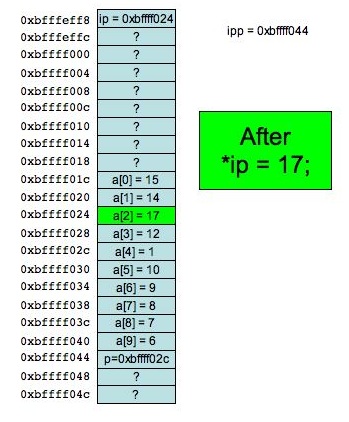 0xbfffeff8 ip = 0xbffff024
ipp = 0xbffff044
0xbfffeffc ?
0xbffff000 ?
0xbffff004 ?
0xbffff008 ?
0xbffff00c ?
0xbffff010 ?
0xbffff014 ?
0xbffff018 ?
0xbffff01c a[0] = 15
0xbffff020 a[1] = 14
0xbffff024 a[2] = 17
0xbffff028 a[3] = 12
0xbffff02c a[4] = 1
0xbffff030 a[5] = 10
0xbffff034 a[6] = 9
0xbffff038 a[7] = 8
0xbffff03c a[8] = 7
0xbffff040 a[9] = 6
0xbffff044 p=0xbffff02c
0xbffff048 ?
0xbffff04c ?
After
*ip = 17;